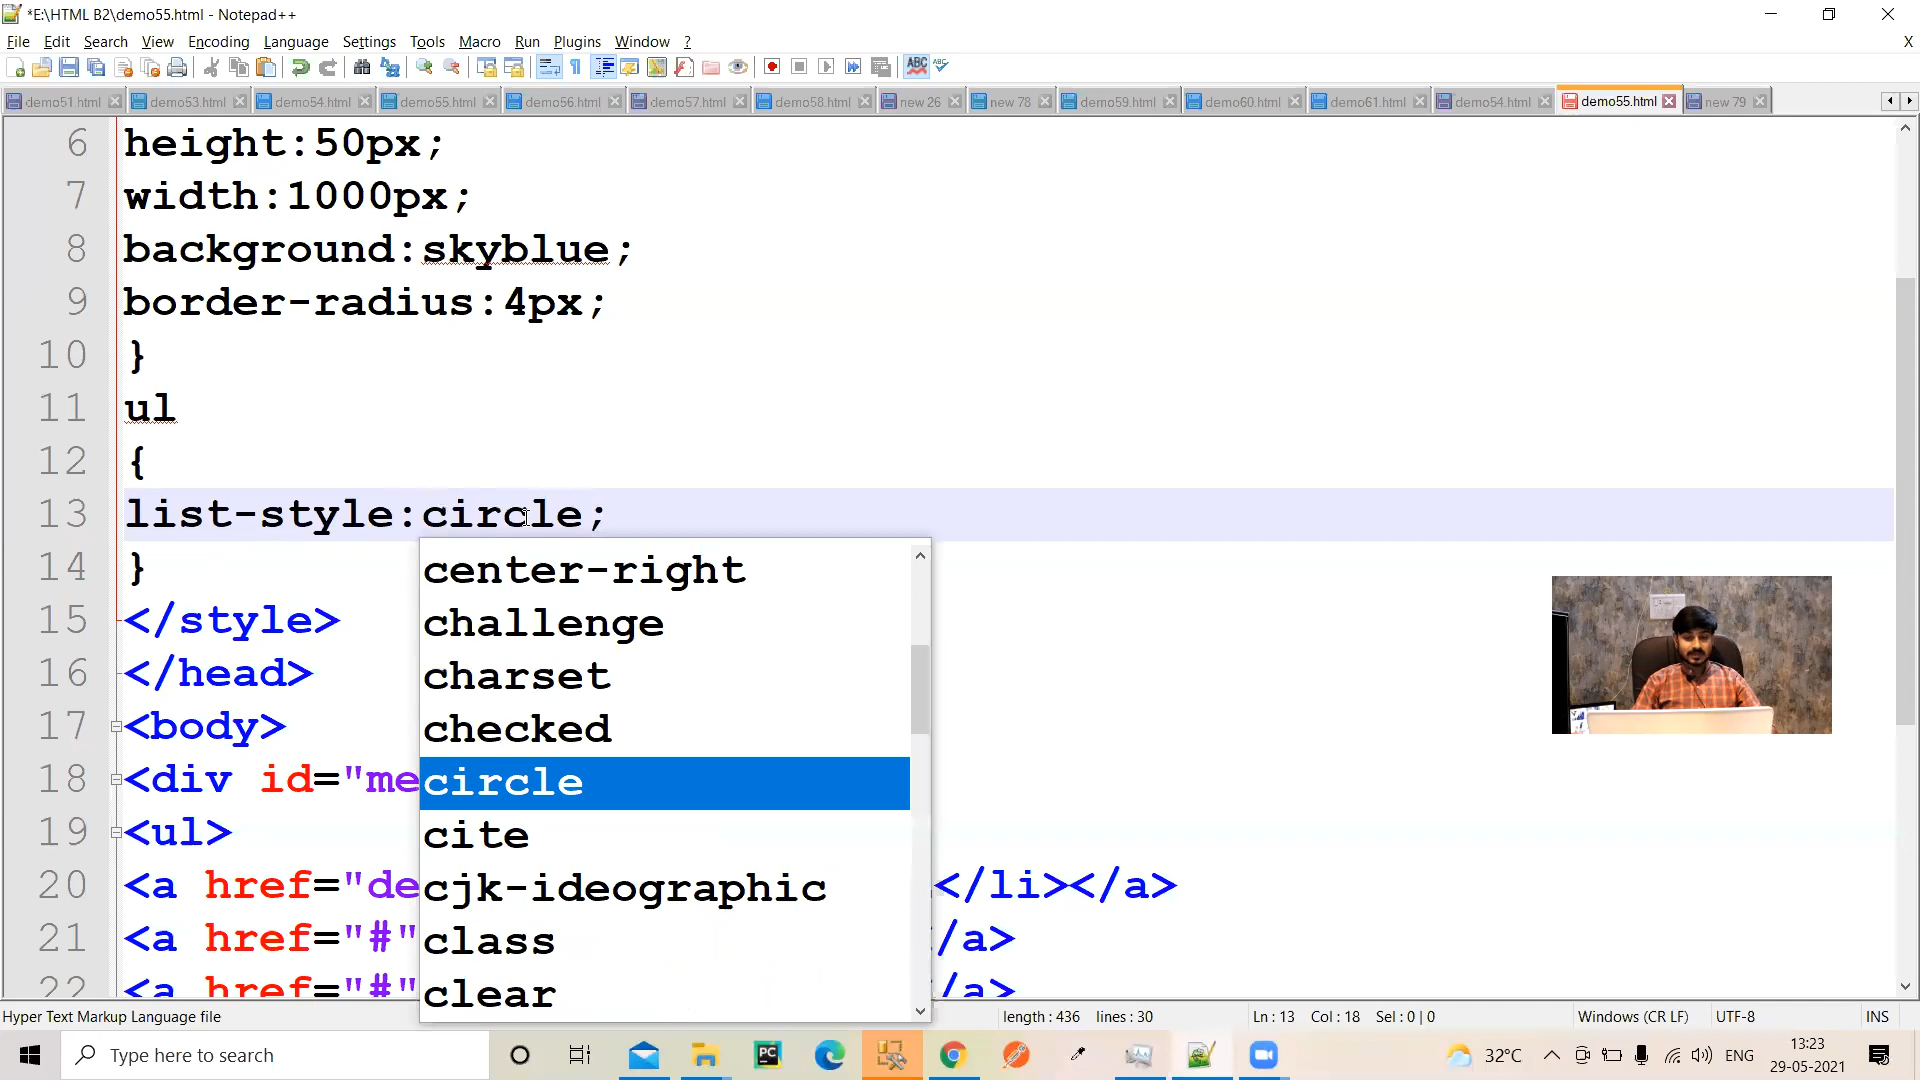 *E:\HTML B2\demo55.html - Notepad++
File Edit Search View Encoding Language Settings Tools Macro Run Plugins Window ? X
demo51.html demo53.html demo54.html demo55.html demo56.html demo57.html demo58.html new 26 new 78 demo59.html demo60.html demo61.html demo54.html demo55.html new 79
6 height:50px;
7 width:1000px;
8 background:skyblue;
9 border-radius:4px;
10 }
11 ul
12 {
13 list-style:circle;
14 }
15 </style>
16 </head>
17 <body>
18 <div id="me
19 <ul>
20 <a href="de </li></a>
21 <a href="#" /a>
22 <a href="#" /a>
center-right
challenge
charset
checked
circle
cite
cjk-ideographic
class
clear
Hyper Text Markup Language file length : 436 lines : 30 Ln : 13 Col : 18 Sel : 0 | 0 Windows (CR LF) UTF-8 INS
Type here to search
32°C ENG 13:23
29-05-2021